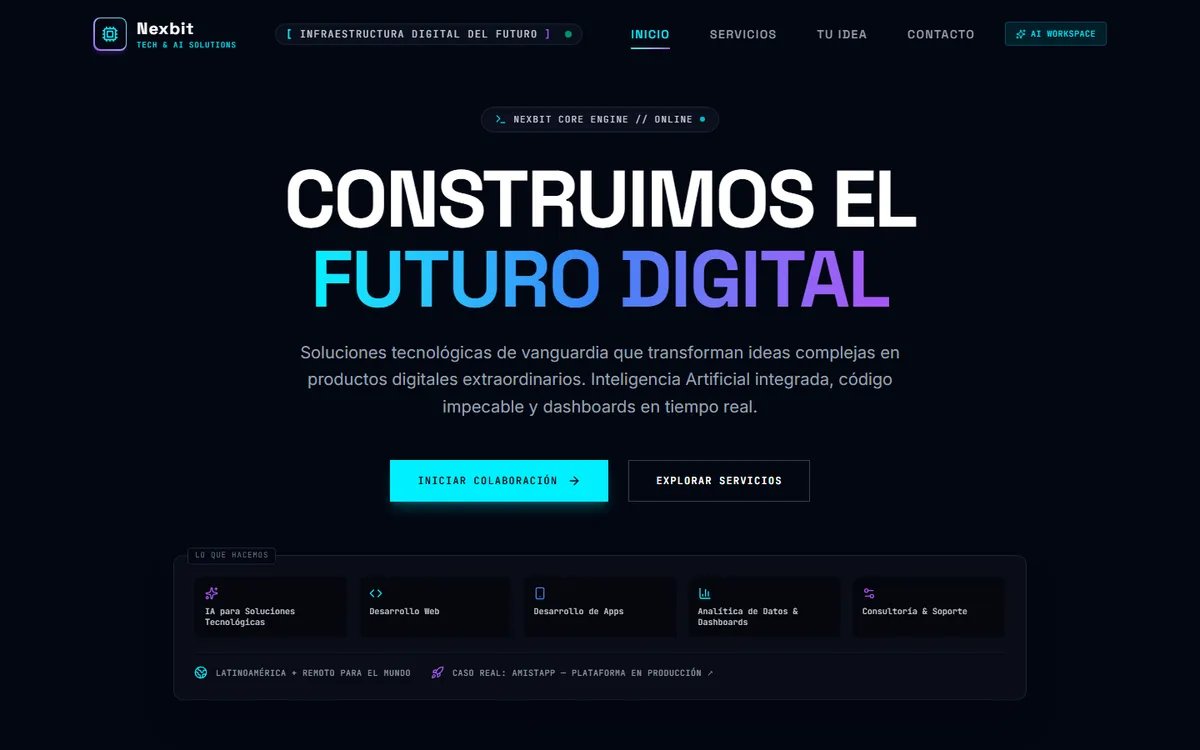 Nexbit
TECH & AI SOLUTIONS
[ INFRAESTRUCTURA DIGITAL DEL FUTURO ]
INICIO
SERVICIOS
TU IDEA
CONTACTO
AI WORKSPACE
NEXBIT CORE ENGINE // ONLINE
CONSTRUIMOS EL
FUTURO DIGITAL
Soluciones tecnológicas de vanguardia que transforman ideas complejas en
productos digitales extraordinarios. Inteligencia Artificial integrada, código
impecable y dashboards en tiempo real.
INICIAR COLABORACIÓN →
EXPLORAR SERVICIOS
LO QUE HACEMOS
IA para Soluciones
Tecnológicas
Desarrollo Web
Desarrollo de Apps
Analítica de Datos &
Dashboards
Consultoría & Soporte
LATINOAMÉRICA + REMOTO PARA EL MUNDO
CASO REAL: AMISTAPP — PLATAFORMA EN PRODUCCIÓN ↗